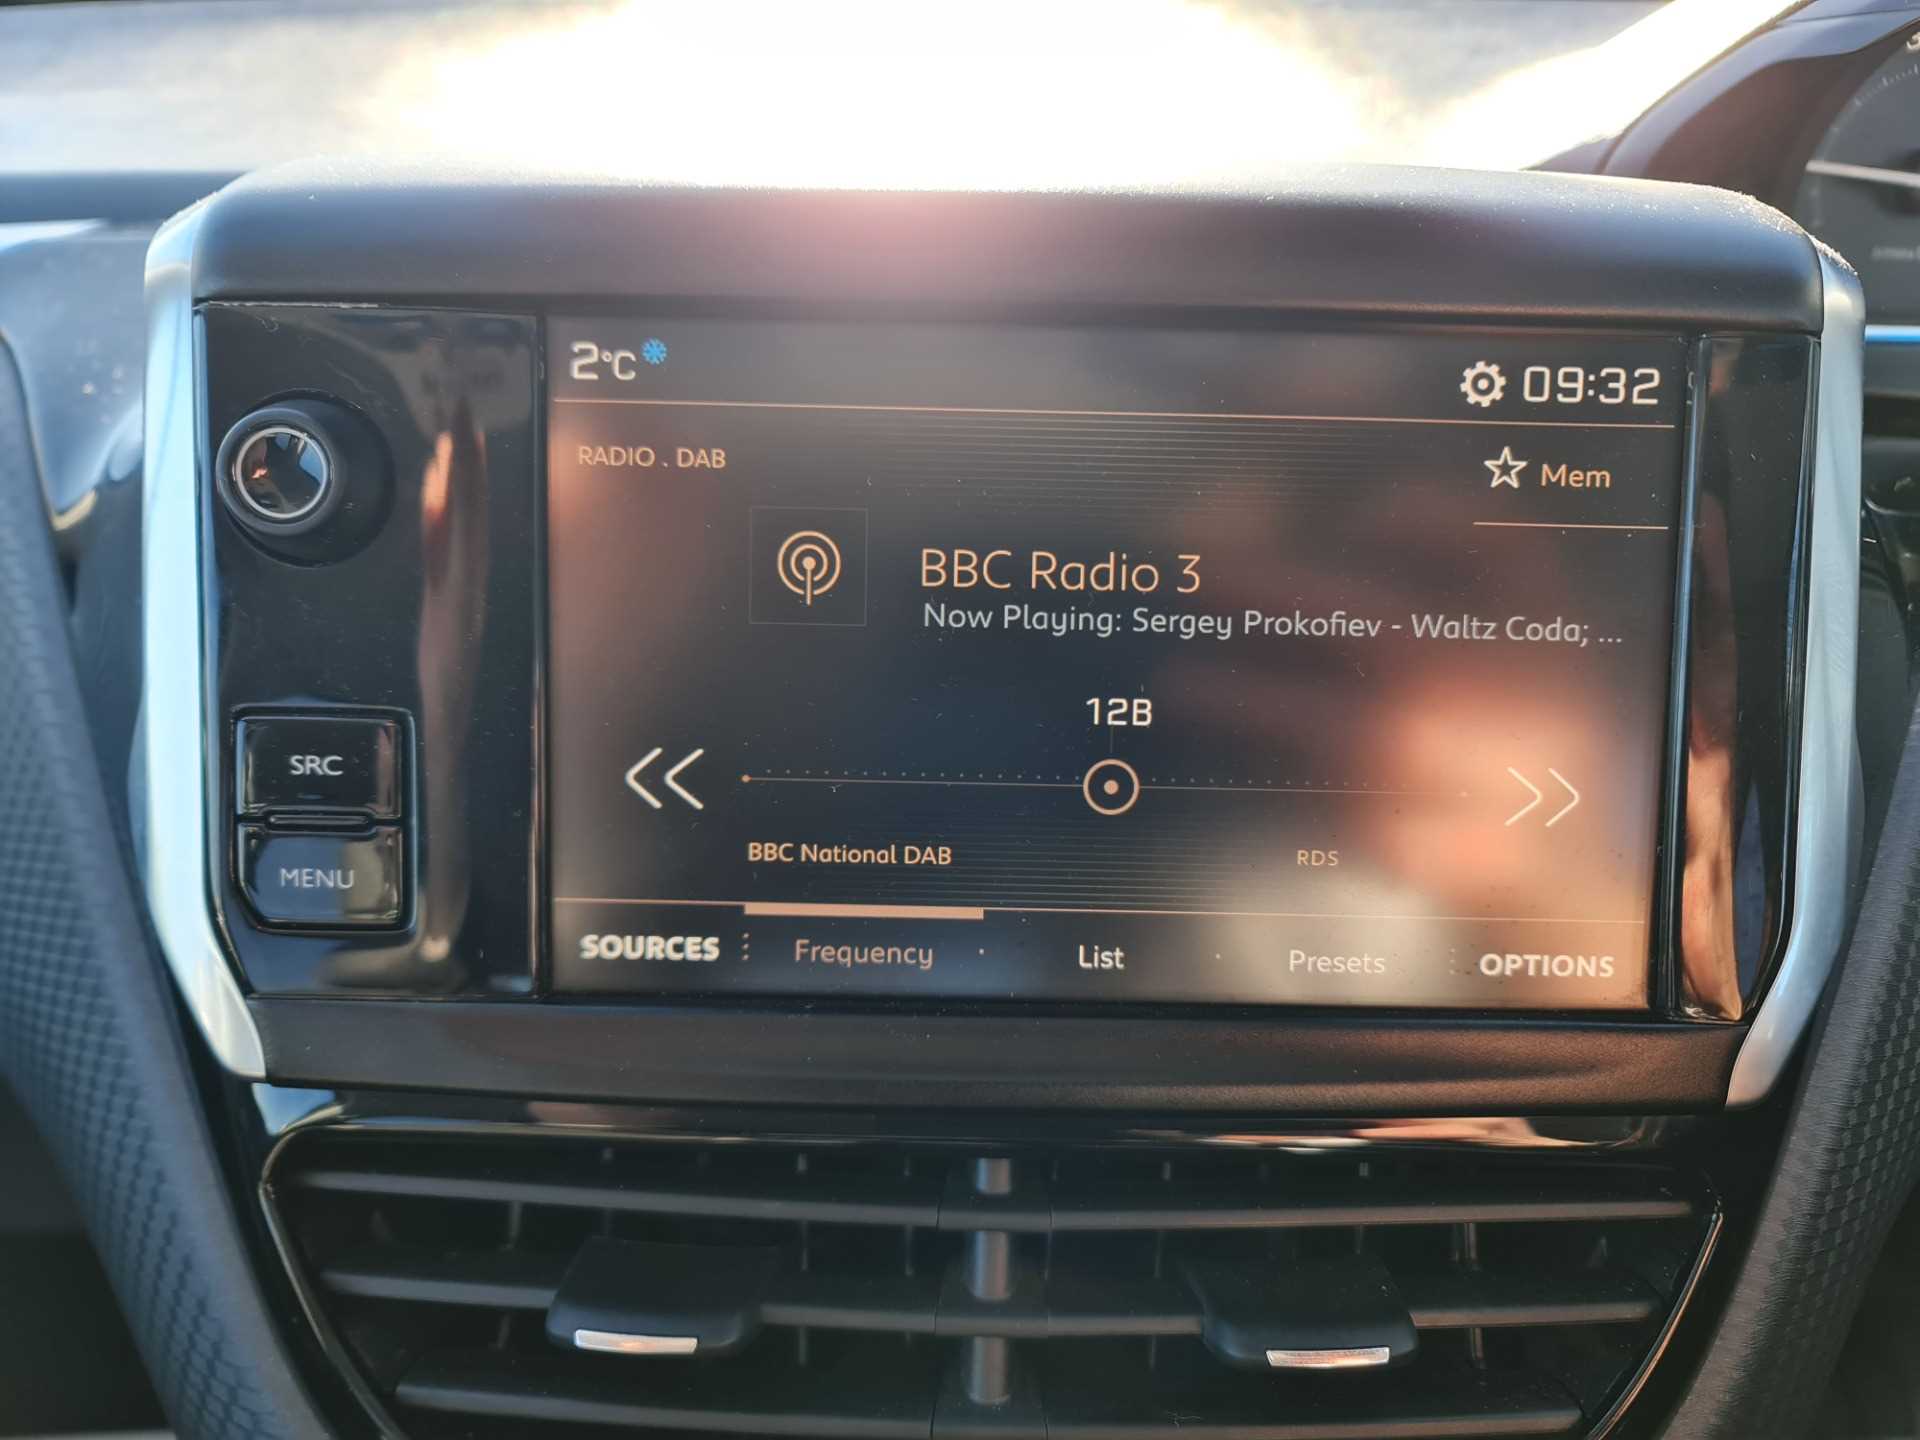 2°C
09:32
RADIO . DAB
Mem
BBC Radio 3
Now Playing: Sergey Prokofiev - Waltz Coda; ...
12B
SRC
BBC National DAB
RDS
MENU
SOURCES
Frequency
List
Presets
OPTIONS